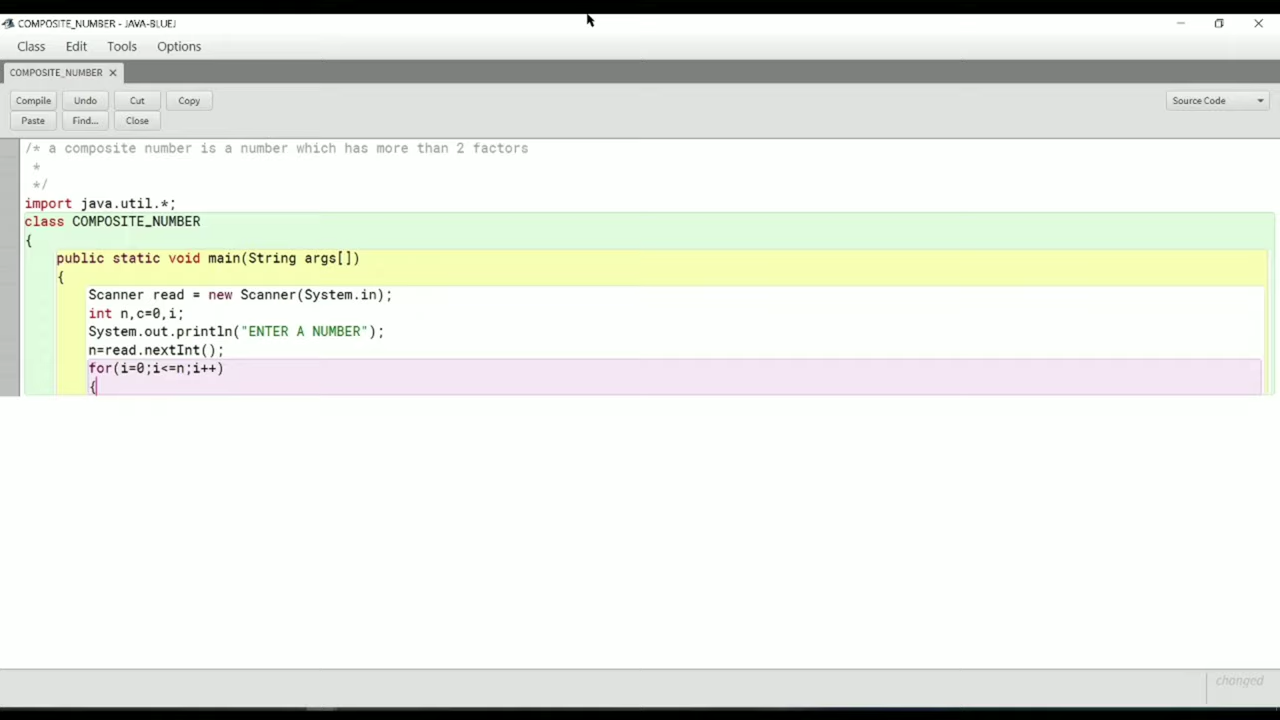 COMPOSITE_NUMBER - JAVA-BLUEJ
Class Edit Tools Options
COMPOSITE_NUMBER ×
Compile Undo Cut Copy Source Code
Paste Find... Close
/* a composite number is a number which has more than 2 factors
*
*/
import java.util.*;
class COMPOSITE_NUMBER
{
public static void main(String args[])
{
Scanner read = new Scanner(System.in);
int n,c=0,i;
System.out.println("ENTER A NUMBER");
n=read.nextInt();
for(i=0;i<=n;i++)
{
changed